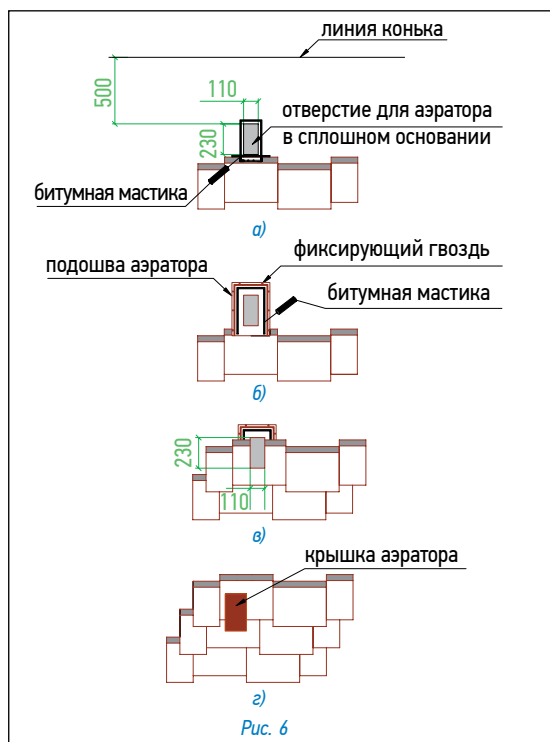 линия конька
500
110
отверстие для аэратора
в сплошном основании
230
битумная мастика
а)
фиксирующий гвоздь
подошва аэратора
битумная мастика
б)
230
110
в)
крышка аэратора
г)
Рис. 6